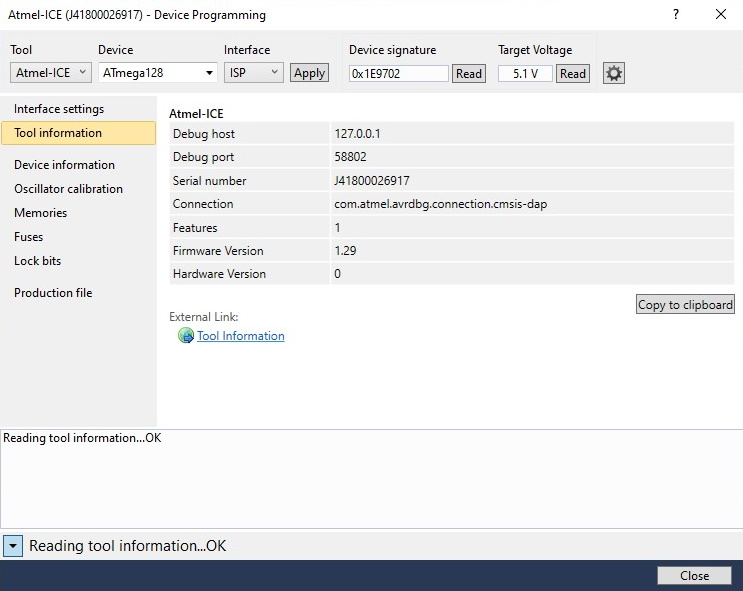 Atmel-ICE (J41800026917) - Device Programming
? 
Tool Device Interface Device signature Target Voltage
Atmel-ICE ATmega128 ISP Apply 0x1E9702 Read 5.1 V Read
Interface settings
Tool information
Device information
Oscillator calibration
Memories
Fuses
Lock bits
Production file
Atmel-ICE
Debug host 127.0.0.1
Debug port 58802
Serial number J41800026917
Connection com.atmel.avrdbg.connection.cmsis-dap
Features 1
Firmware Version 1.29
Hardware Version 0
Copy to clipboard
External Link:
Tool Information
Reading tool information...OK
Reading tool information...OK
Close